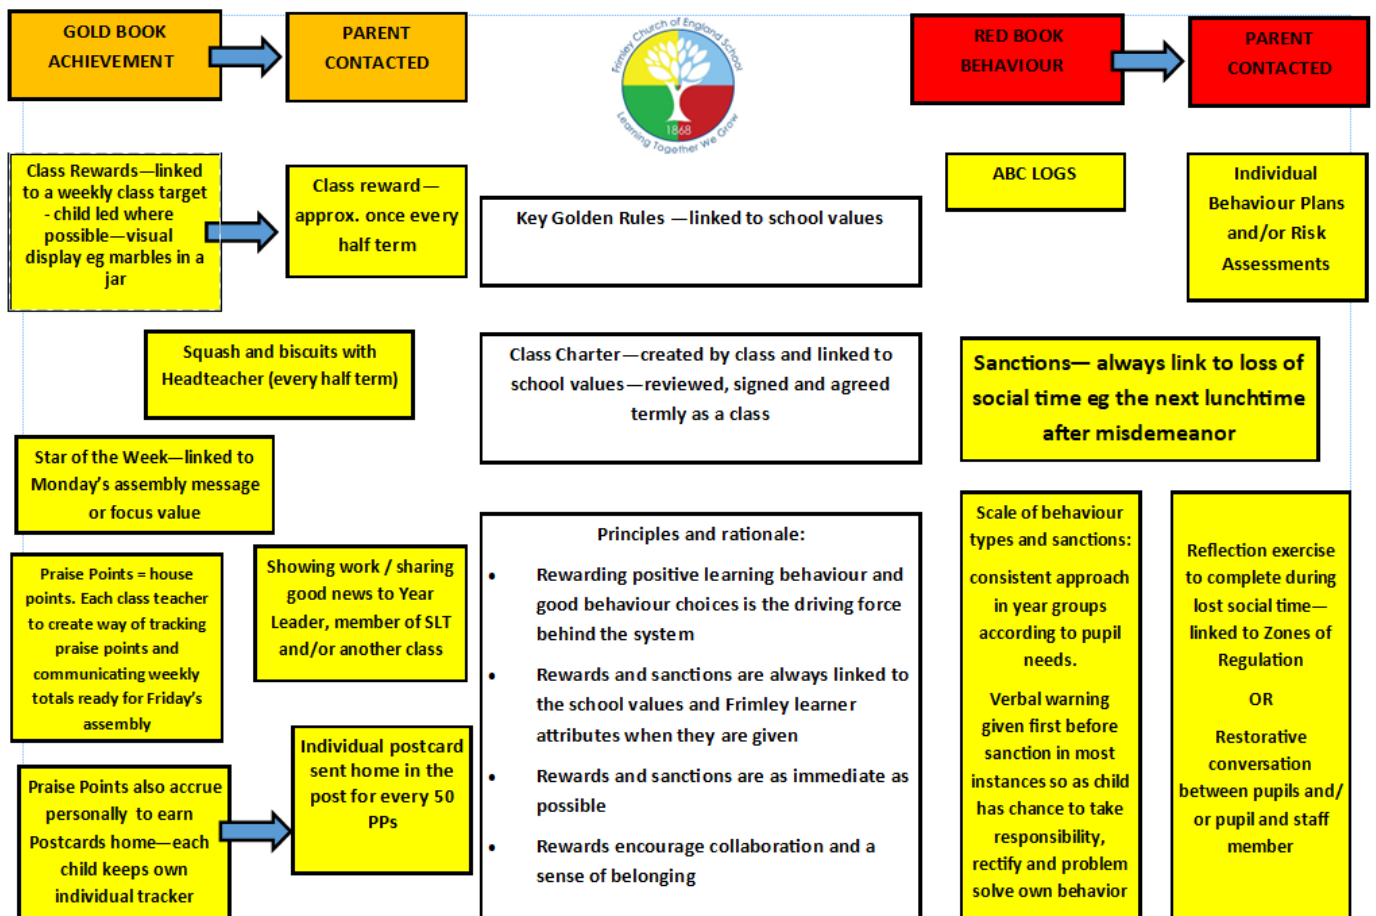 GOLD BOOK
ACHIEVEMENT
PARENT
CONTACTED
Frimley Church of England School
1868
Learning Together We Grow
RED BOOK
BEHAVIOUR
PARENT
CONTACTED
Class Rewards—linked
to a weekly class target
- child led where
possible—visual
display eg marbles in a
jar
Class reward—
approx. once every
half term
Key Golden Rules —linked to school values
ABC LOGS
Individual
Behaviour Plans
and/or Risk
Assessments
Squash and biscuits with
Headteacher (every half term)
Class Charter—created by class and linked to
school values—reviewed, signed and agreed
termly as a class
Sanctions— always link to loss of
social time eg the next lunchtime
after misdemeanor
Star of the Week—linked to
Monday's assembly message
or focus value
Praise Points = house
points. Each class teacher
to create way of tracking
praise points and
communicating weekly
totals ready for Friday's
assembly
Showing work / sharing
good news to Year
Leader, member of SLT
and/or another class
Praise Points also accrue
personally to earn
Postcards home—each
child keeps own
individual tracker
Individual postcard
sent home in the
post for every 50
PPs
Principles and rationale:
• Rewarding positive learning behaviour and
good behaviour choices is the driving force
behind the system
• Rewards and sanctions are always linked to
the school values and Frimley learner
attributes when they are given
• Rewards and sanctions are as immediate as
possible
• Rewards encourage collaboration and a
sense of belonging
Scale of behaviour
types and sanctions:
consistent approach
in year groups
according to pupil
needs.
Verbal warning
given first before
sanction in most
instances so as child
has chance to take
responsibility,
rectify and problem
solve own behavior
Reflection exercise
to complete during
lost social time—
linked to Zones of
Regulation
OR
Restorative
conversation
between pupils and/
or pupil and staff
member